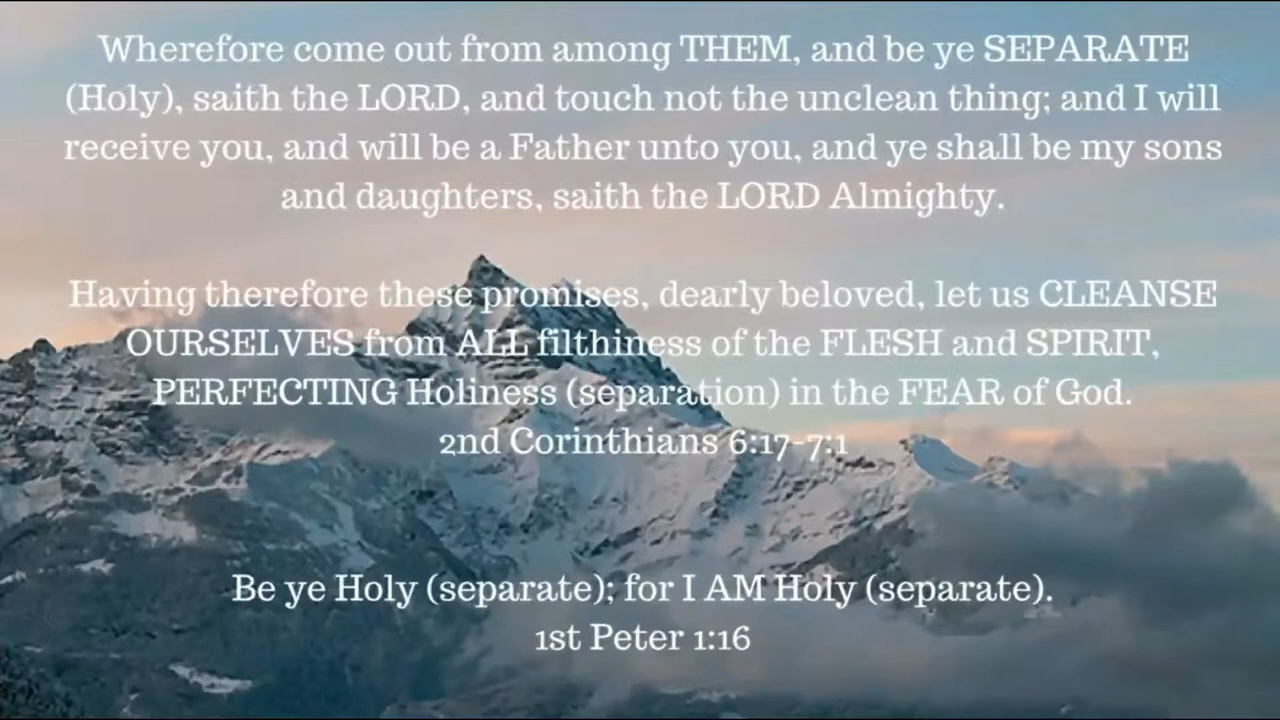 Wherefore come out from among THEM, and be ye SEPARATE
(Holy), saith the LORD, and touch not the unclean thing; and I will
receive you, and will be a Father unto you, and ye shall be my sons
and daughters, saith the LORD Almighty.
Having therefore these promises, dearly beloved, let us CLEANSE
OURSELVES from ALL filthiness of the FLESH and SPIRIT,
PERFECTING Holiness (separation) in the FEAR of God.
2nd Corinthians 6:17-7:1
Be ye Holy (separate); for I AM Holy (separate).
1st Peter 1:16